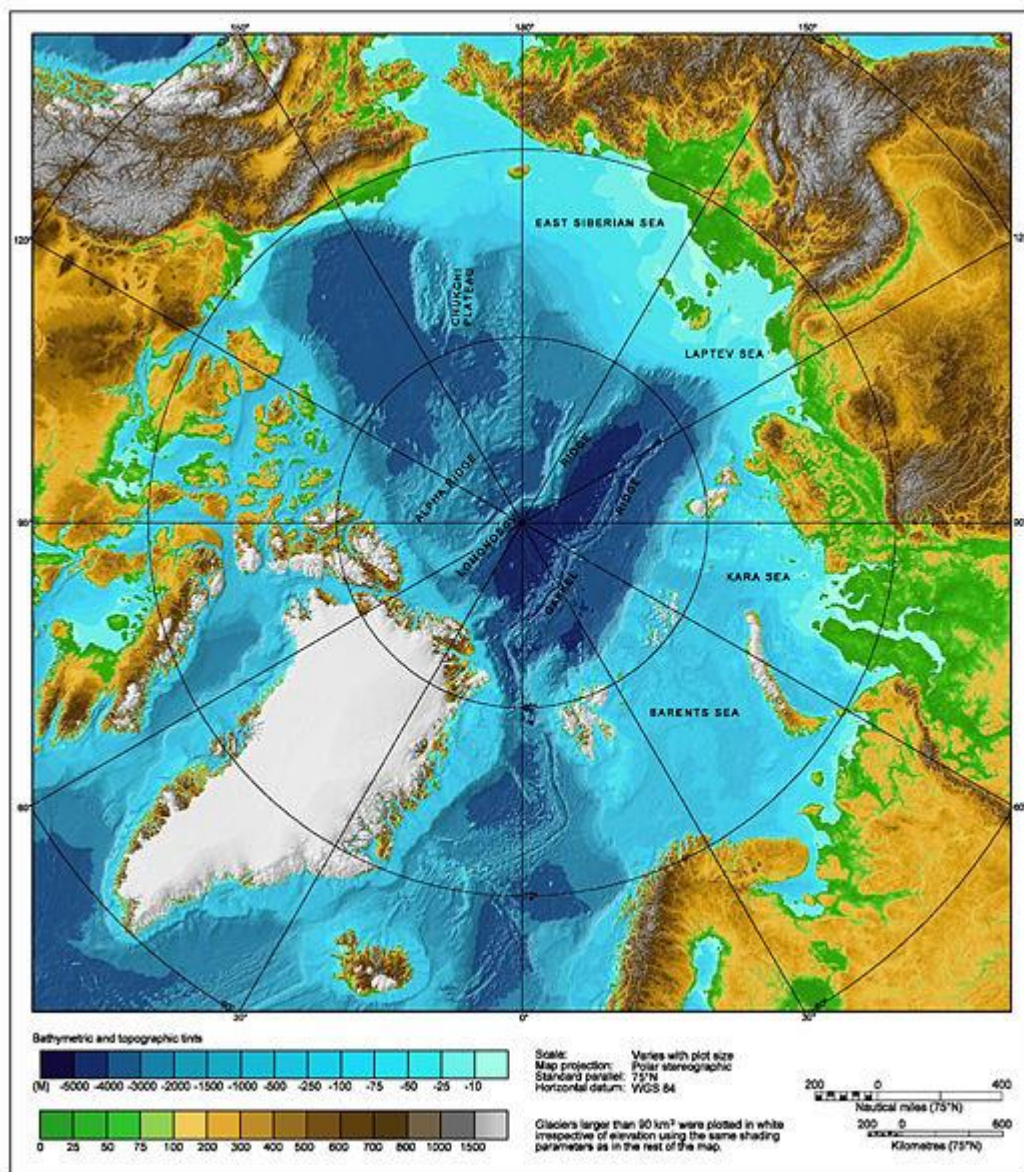 150°
180°
150°
EAST SIBERIAN SEA
120°
CHUKCHI
PLATEAU
LAPTEV SEA
RIDGE
ALPHA RIDGE
RIDGE
90°
LOMONOSOV
KARA SEA
GAKKEL
BARENTS SEA
60°
60°
30°
0°
30°
Bathymetric and topographic tints
(M) -5000 -4000 -3000 -2000 -1500 -1000 -500 -250 -100 -75 -50 -25 -10
0 25 50 75 100 200 300 400 500 600 700 800 1000 1500
Scale: Varies with plot size
Map projection: Polar stereographic
Standard parallel: 75°N
Horizontal datum: WGS 84
Glaciers larger than 90 km² were plotted in white
irrespective of elevation using the same shading
parameters as in the rest of the map.
200 0 400
Nautical miles (75°N)
200 0 600
Kilometres (75°N)